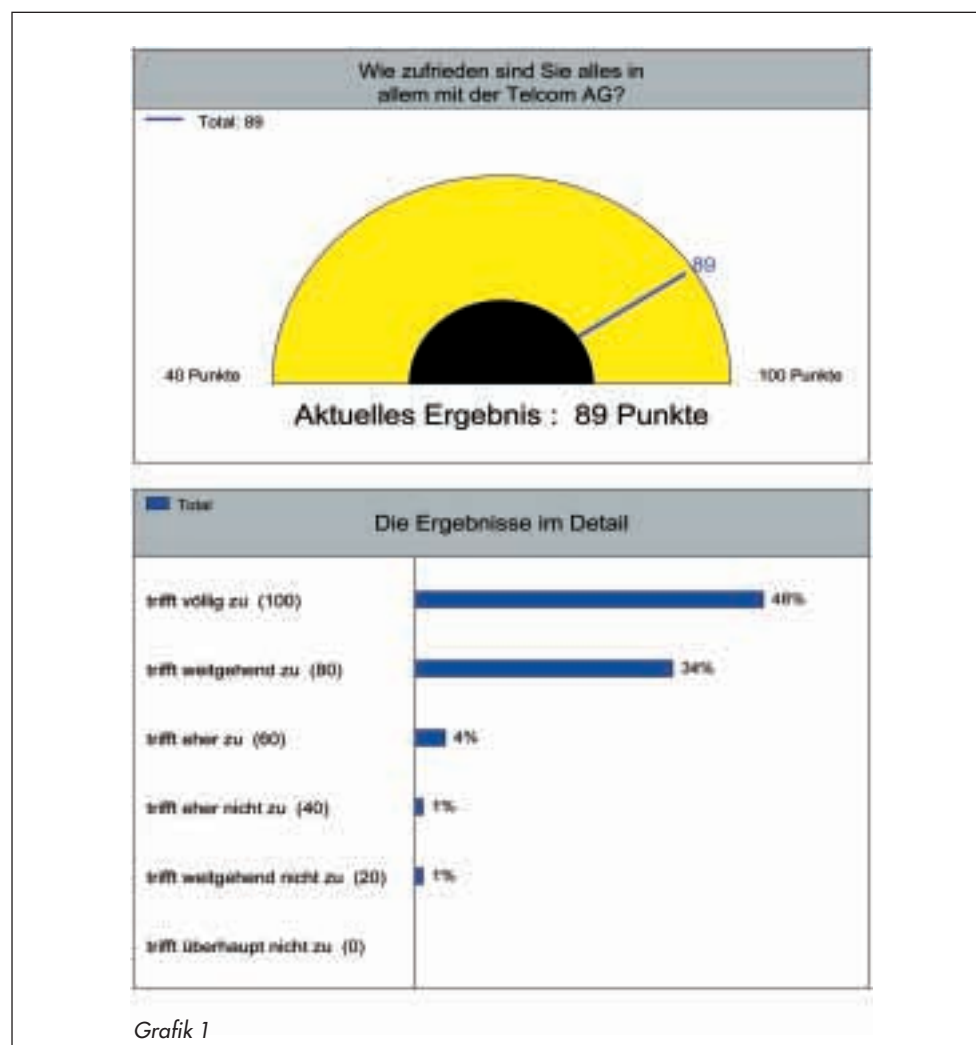 Wie zufrieden sind Sie alles in
allem mit der Telcom AG?
Total: 89
89
40 Punkte
100 Punkte
Aktuelles Ergebnis : 89 Punkte
Total
Die Ergebnisse im Detail
trifft völlig zu (100)
trifft weitgehend zu (80)
34%
trifft eher zu (60)
4%
trifft eher nicht zu (40)
1%
trifft weitgehend nicht zu (20)
1%
trifft überhaupt nicht zu (0)
Grafik 1